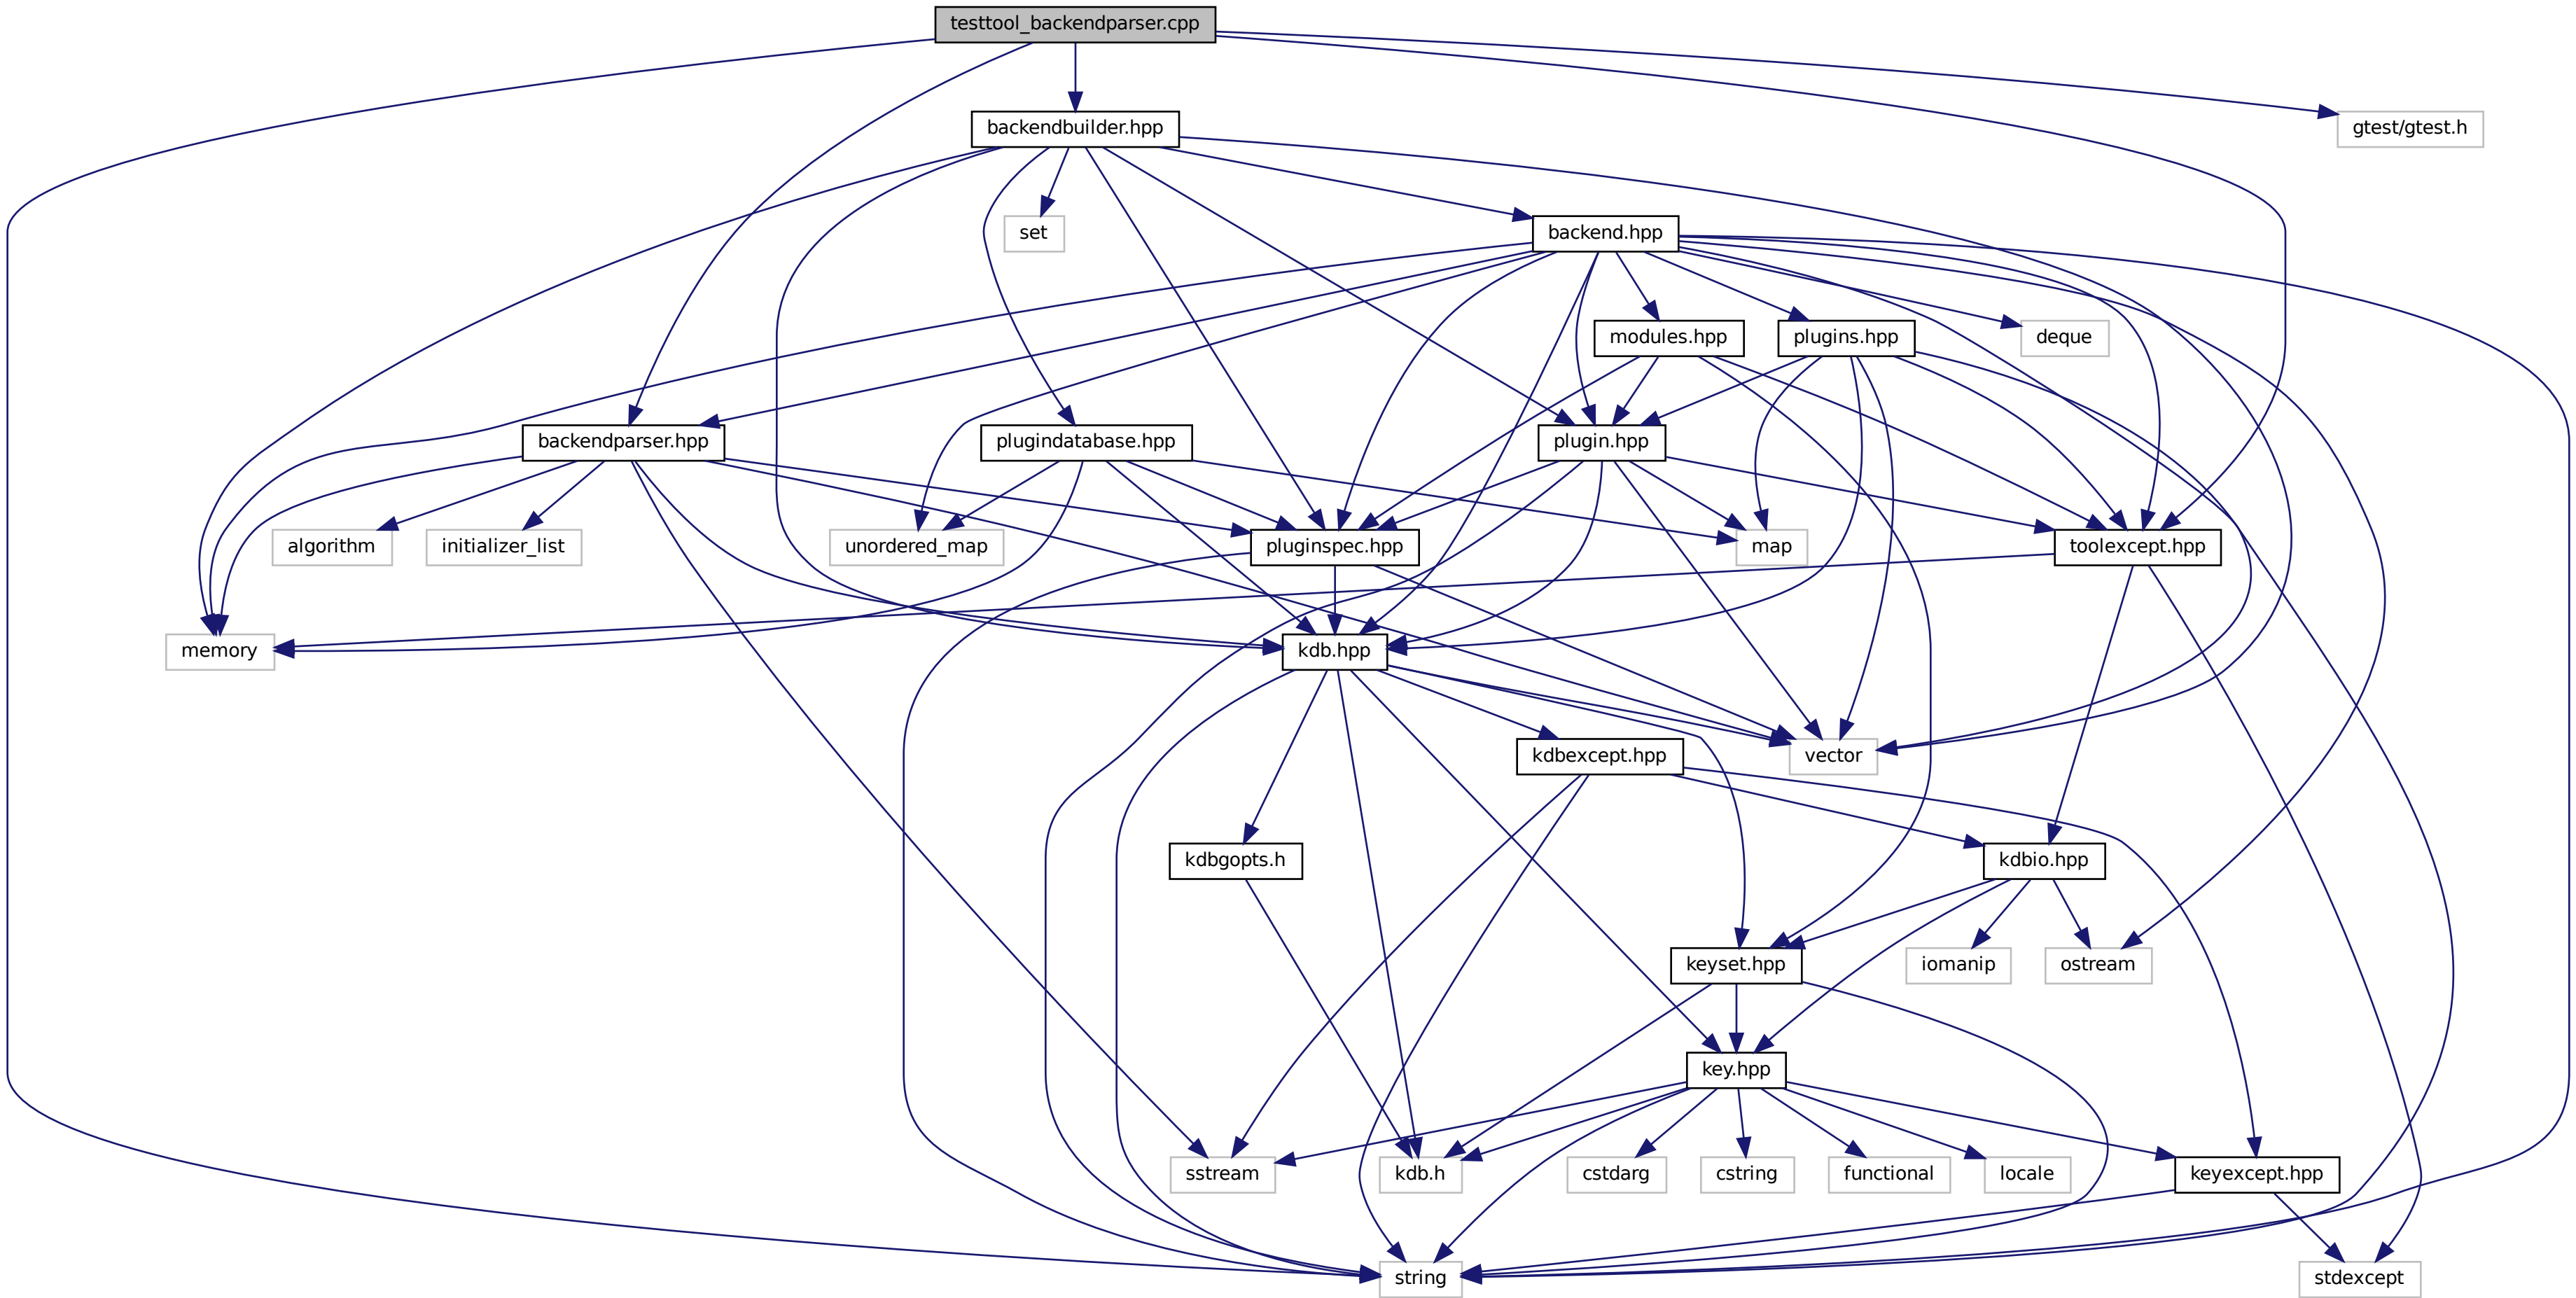 testtool_backendparser.cpp
backendbuilder.hpp
gtest/gtest.h
set
backend.hpp
modules.hpp
plugins.hpp
deque
backendparser.hpp
plugindatabase.hpp
plugin.hpp
algorithm
initializer_list
unordered_map
pluginspec.hpp
map
toolexcept.hpp
memory
kdb.hpp
kdbexcept.hpp
vector
kdbgopts.h
kdbio.hpp
keyset.hpp
iomanip
ostream
key.hpp
sstream
kdb.h
cstdarg
cstring
functional
locale
keyexcept.hpp
string
stdexcept